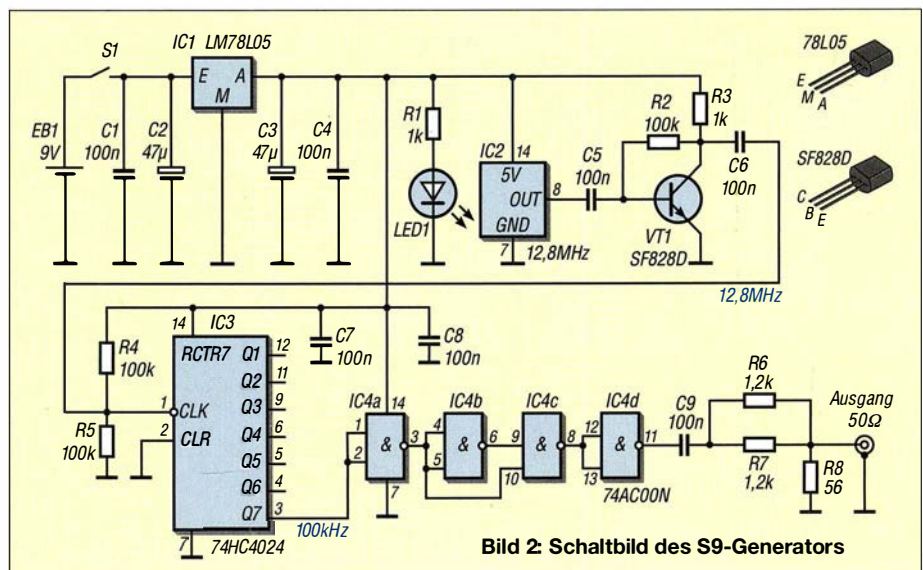 S1
IC1 LM78L05
E A
M
EB1
9V
C1
100n
C2
47µ
C3
47µ
C4
100n
R1
1k
LED1
IC2
14
5V
OUT
8
GND
7
12,8MHz
C5
100n
R2
100k
R3
1k
C6
100n
VT1
SF828D
78L05
E
M
A
SF828D
C
B
E
12,8MHz
R4
100k
R5
100k
14
IC3
RCTR7
1
CLK
2
CLR
Q1 12
Q2 11
Q3 9
Q4 6
Q5 5
Q6 4
Q7 3
7
74HC4024
100kHz
C7
100n
C8
100n
IC4a
14
1
2
&
3
7
IC4b
4
5
&
6
IC4c
9
10
&
8
IC4d
12
13
&
11
74AC00N
C9
100n
R6
1,2k
R7
1,2k
R8
56
Ausgang
50Ω
Bild 2: Schaltbild des S9-Generators